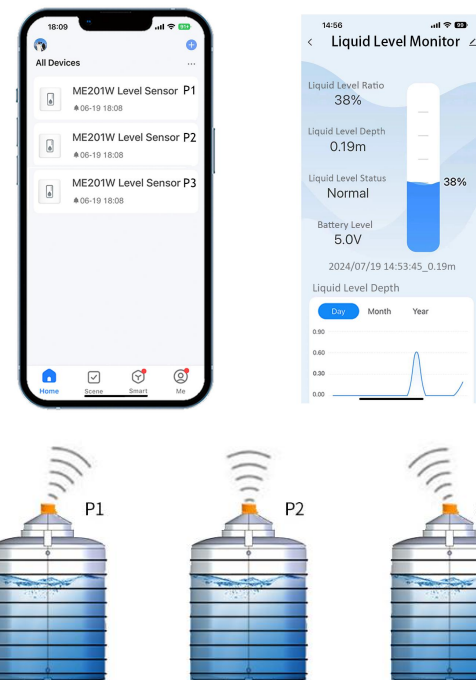 18:09
All Devices
ME201W Level Sensor P1
06-19 18:08
ME201W Level Sensor P2
06-19 18:08
ME201W Level Sensor P3
06-19 18:08
Home
Scene
Smart
Me
14:56
99
Liquid Level Monitor
Liquid Level Ratio
38%
Liquid Level Depth
0.19m
Liquid Level Status
Normal
38%
Battery Level
5.0V
2024/07/19 14:53:45_0.19m
Liquid Level Depth
Day
Month
Year
0.90
0.60
0.30
0.00
P1
P2